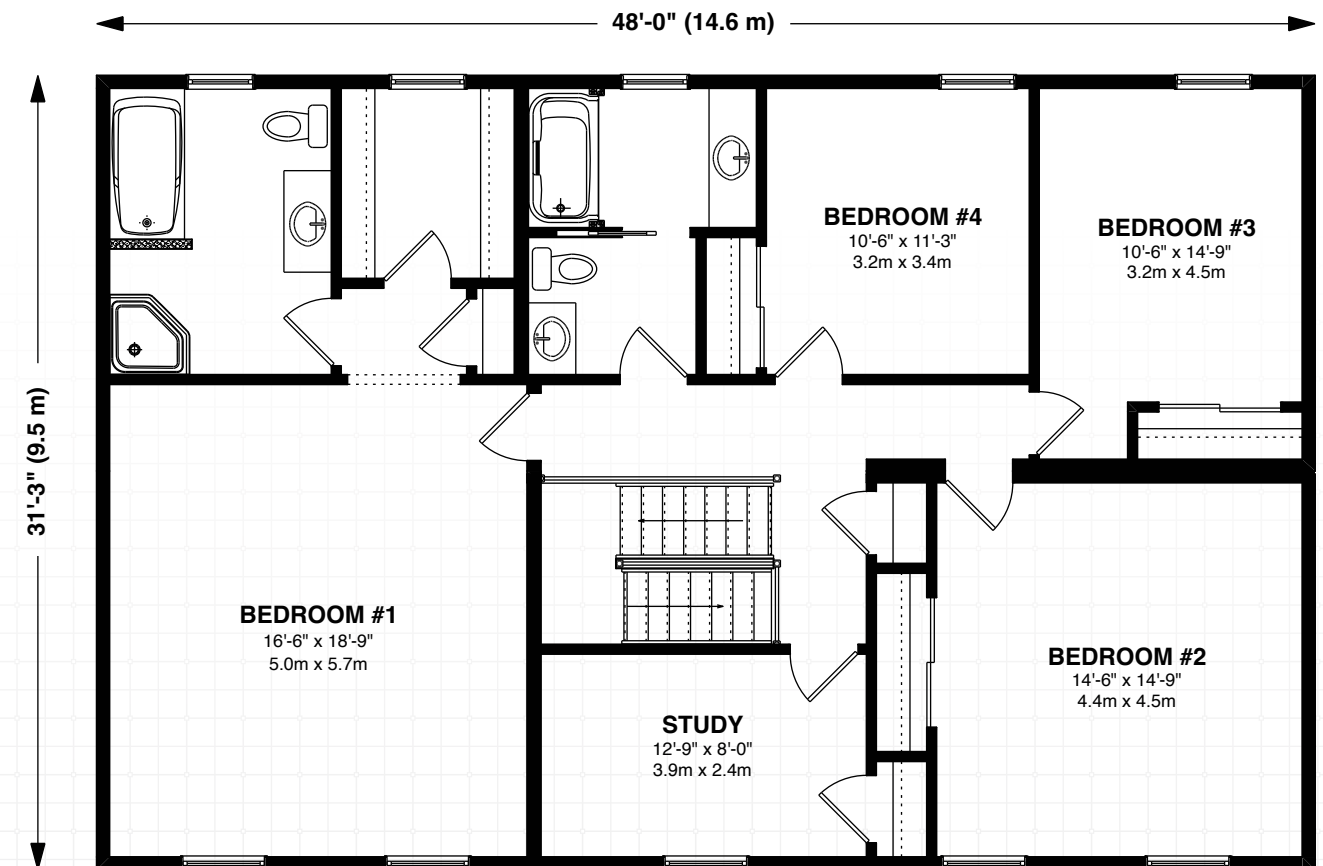 48'-0" (14.6 m)
31'-3" (9.5 m)
BEDROOM #4
10'-6" x 11'-3"
3.2m x 3.4m
BEDROOM #3
10'-6" x 14'-9"
3.2m x 4.5m
BEDROOM #1
16'-6" x 18'-9"
5.0m x 5.7m
BEDROOM #2
14'-6" x 14'-9"
4.4m x 4.5m
STUDY
12'-9" x 8'-0"
3.9m x 2.4m